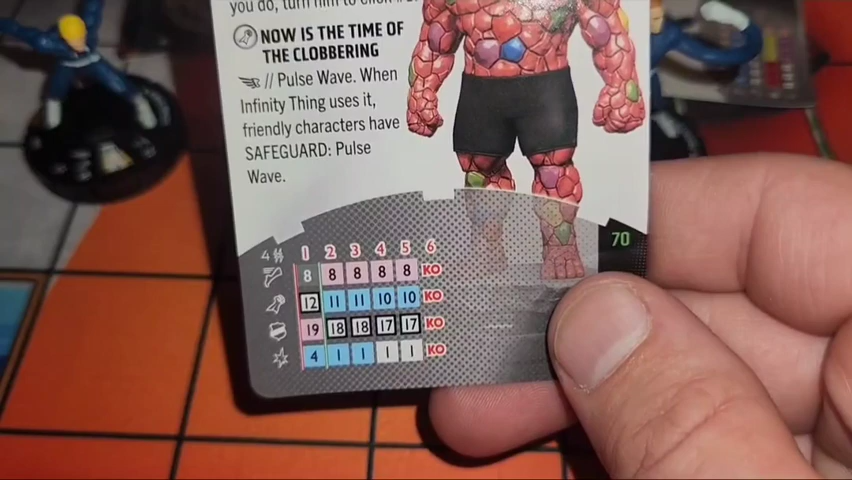 you do, turn him to click #1.
NOW IS THE TIME OF
THE CLOBBERING
// Pulse Wave. When
Infinity Thing uses it,
friendly characters have
SAFEGUARD: Pulse
Wave.
70
4 1 2 3 4 5 6
8 8 8 8 8 KO
12 11 11 10 10 KO
19 18 18 17 17 KO
4 1 1 1 1 KO